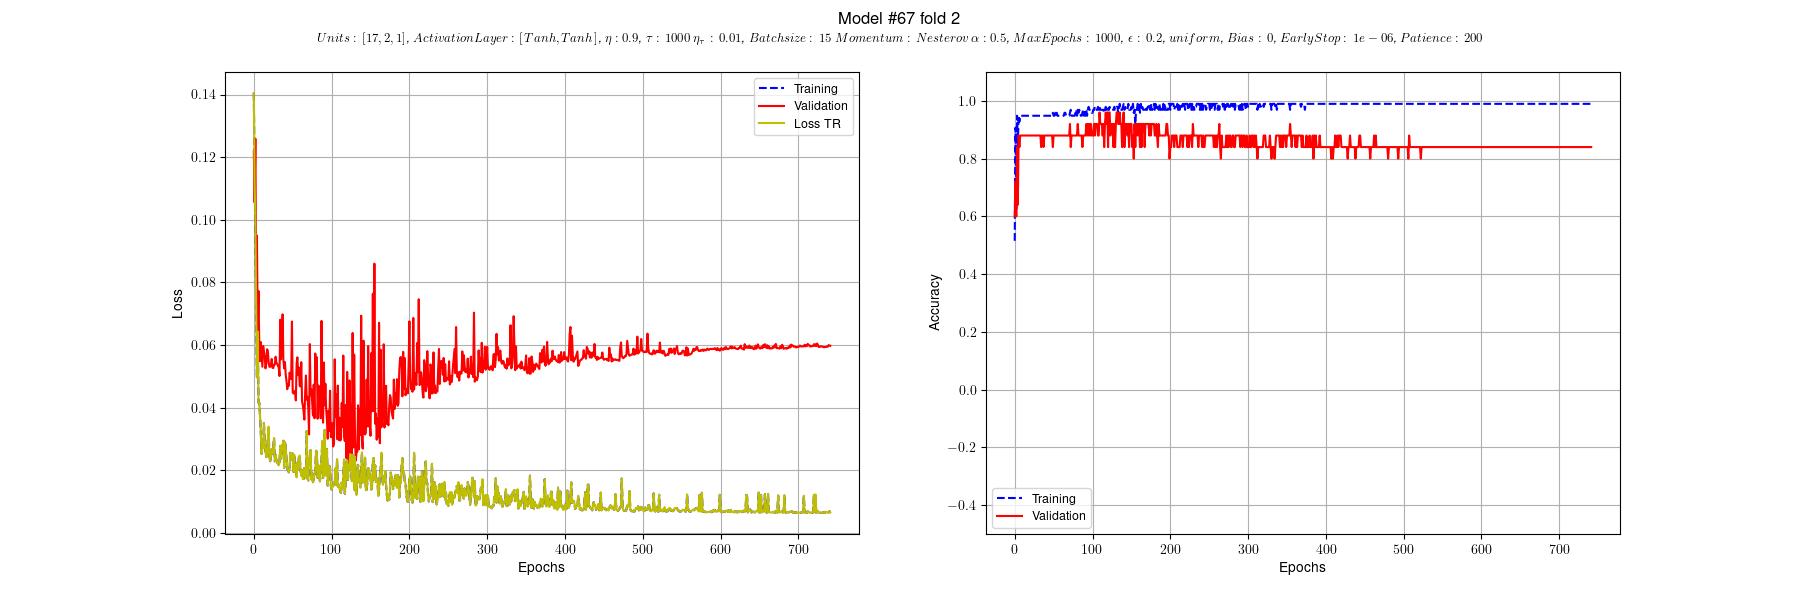 Model #67 fold 2
Units : [17, 2, 1], ActivationLayer : [Tanh, Tanh], η : 0.9, τ : 1000 ητ : 0.01, Batchsize : 15 Momentum : Nesterov α : 0.5, MaxEpochs : 1000, ϵ : 0.2, uniform, Bias : 0, EarlyStop : 1e − 06, Patience : 200
0.14
0.12
0.10
0.08
0.06
0.04
0.02
0.00
Loss
Training
Validation
Loss TR
0 100 200 300 400 500 600 700
Epochs
1.0
0.8
0.6
0.4
0.2
0.0
−0.2
−0.4
Accuracy
Training
Validation
0 100 200 300 400 500 600 700
Epochs